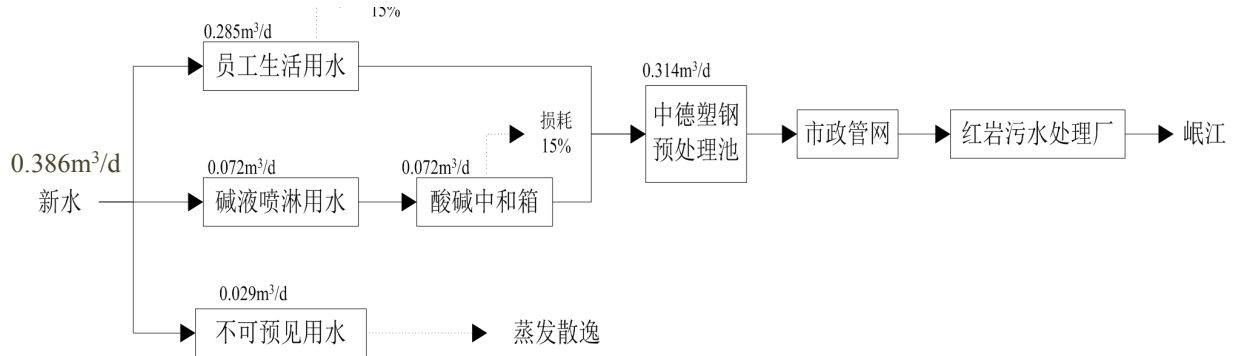 15%
0.285m³/d
员工生活用水
0.314m³/d
中德塑钢
预处理池
市政管网
红岩污水处理厂
岷江
损耗
15%
0.386m³/d
新水
0.072m³/d
碱液喷淋用水
0.072m³/d
酸碱中和箱
0.029m³/d
不可预见用水
蒸发散逸